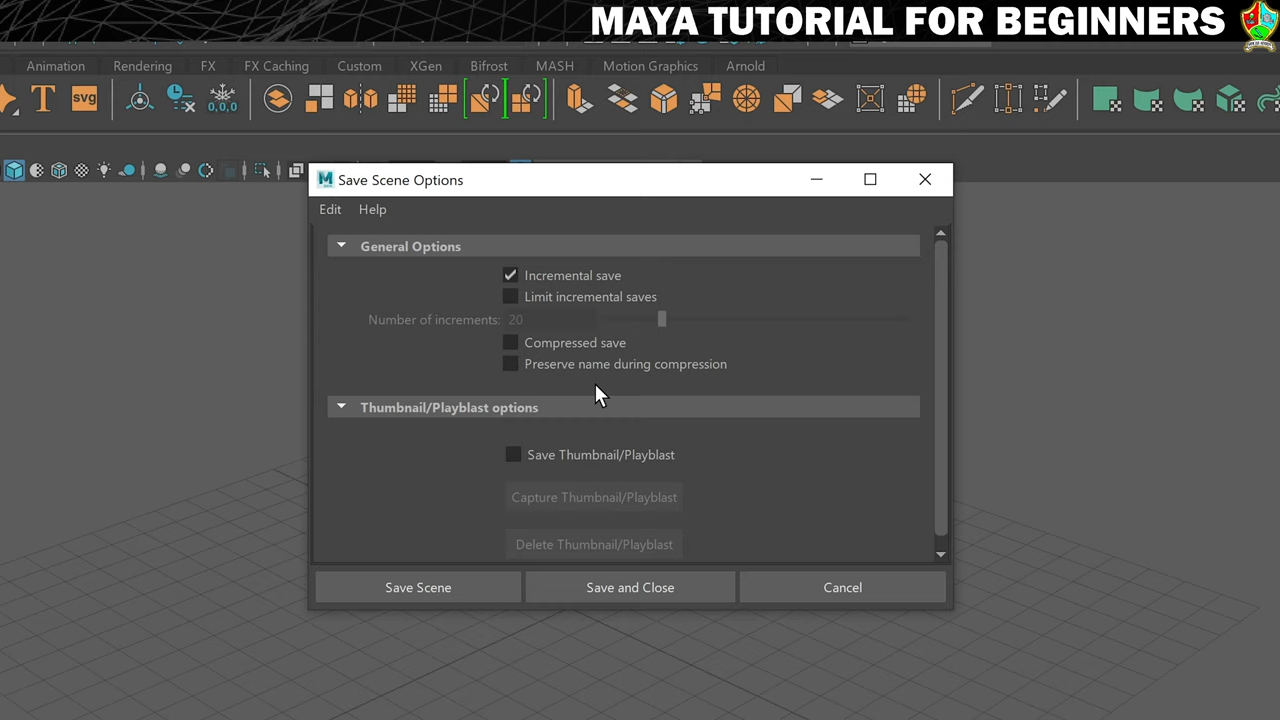 MAYA TUTORIAL FOR BEGINNERS
Animation Rendering FX FX Caching Custom XGen Bifrost MASH Motion Graphics Arnold
T svg 0,0,0
Save Scene Options
Edit Help
General Options
Incremental save
Limit incremental saves
Number of increments: 20
Compressed save
Preserve name during compression
Thumbnail/Playblast options
Save Thumbnail/Playblast
Capture Thumbnail/Playblast
Delete Thumbnail/Playblast
Save Scene Save and Close Cancel